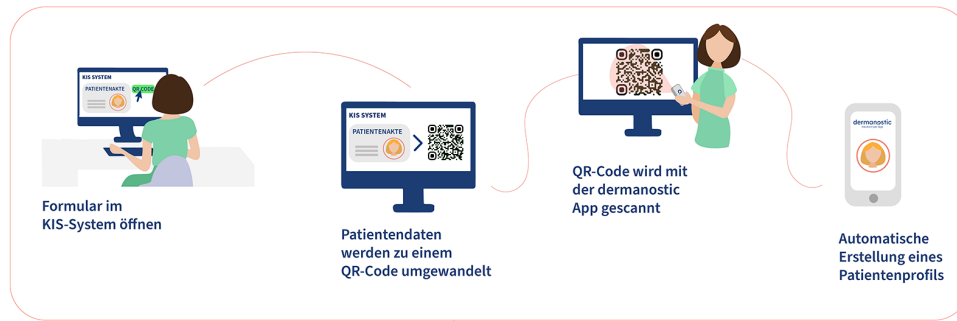 KIS SYSTEM
PATIENTENAKTE
QR CODE
Formular im
KIS-System öffnen
KIS SYSTEM
PATIENTENAKTE
Patientendaten
werden zu einem
QR-Code umgewandelt
QR-Code wird mit
der dermanostic
App gescannt
dermanostic
Automatische
Erstellung eines
Patientenprofils